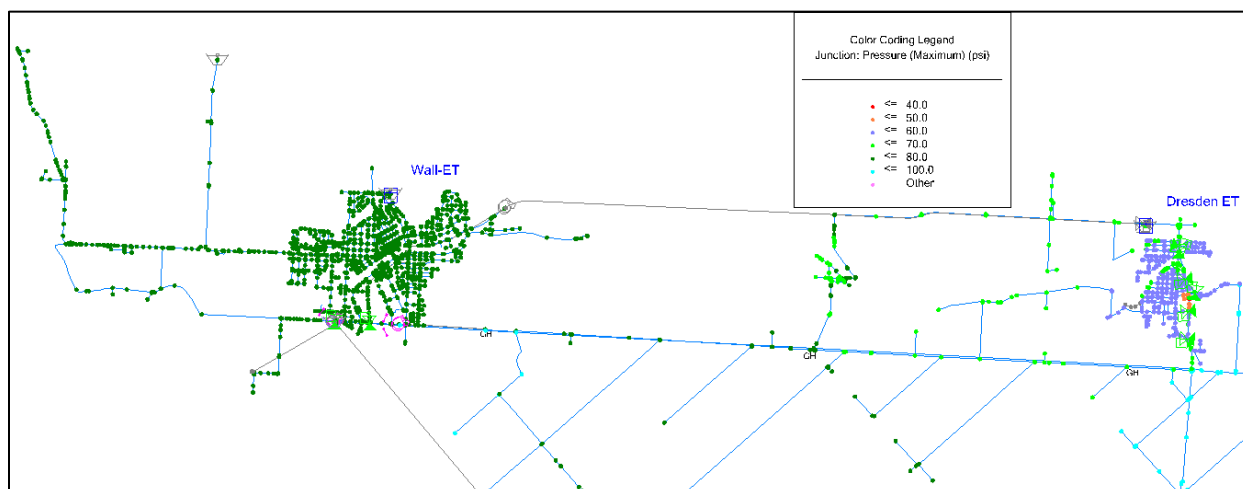 Color Coding Legend
Junction: Pressure (Maximum) (psi)
<= 40.0
<= 50.0
<= 60.0
<= 70.0
<= 80.0
<= 100.0
Other
Wall-ET
Dresden ET
GH
GH
GH